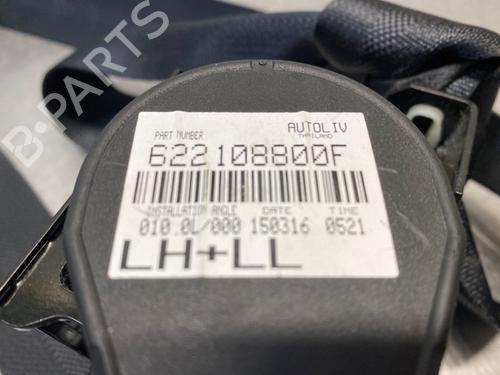 B-PARTS
PART NUMBER AUTOLIV
THAILAND
622108800F
INSTALLATION ANGLE DATE TIME
010.0L/000 150316 0521
LH+LL